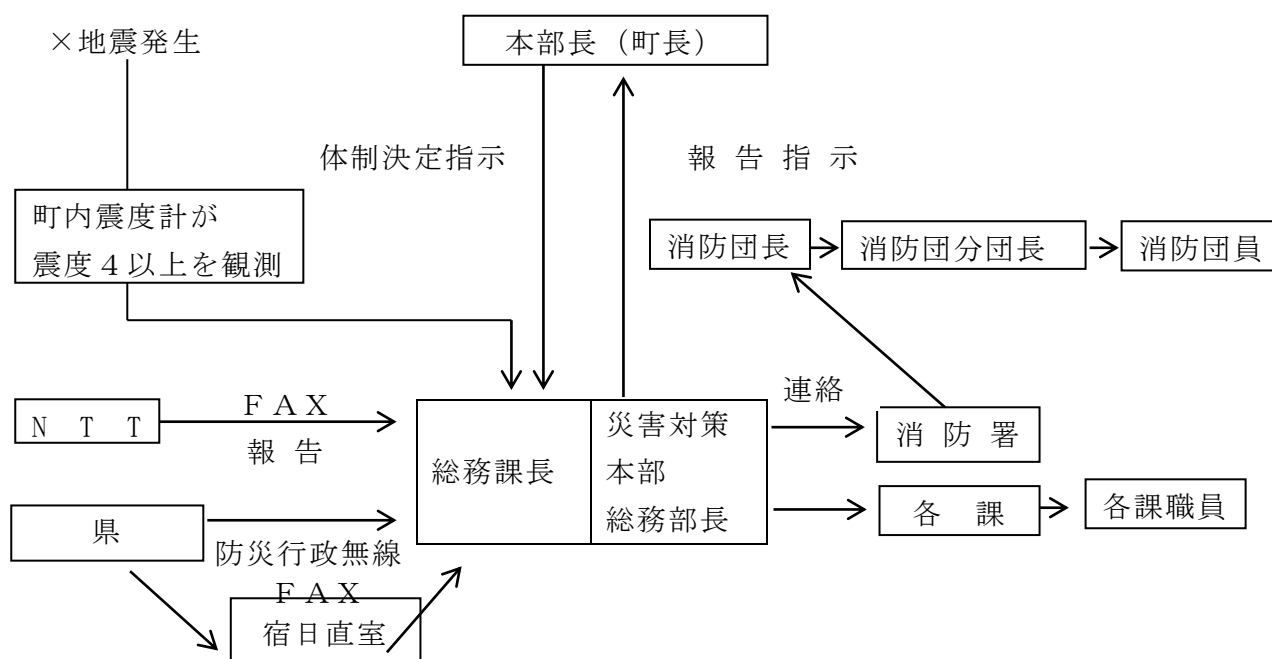 ×地震発生
本部長（町長）
体制決定指示
報 告 指 示
町内震度計が
震度４以上を観測
消防団長
消防団分団長
消防団員
Ｎ Ｔ Ｔ
ＦＡＸ
報 告
総務課長
災害対策
本部
総務部長
連絡
消 防 署
県
防災行政無線
ＦＡＸ
宿日直室
各 課
各課職員